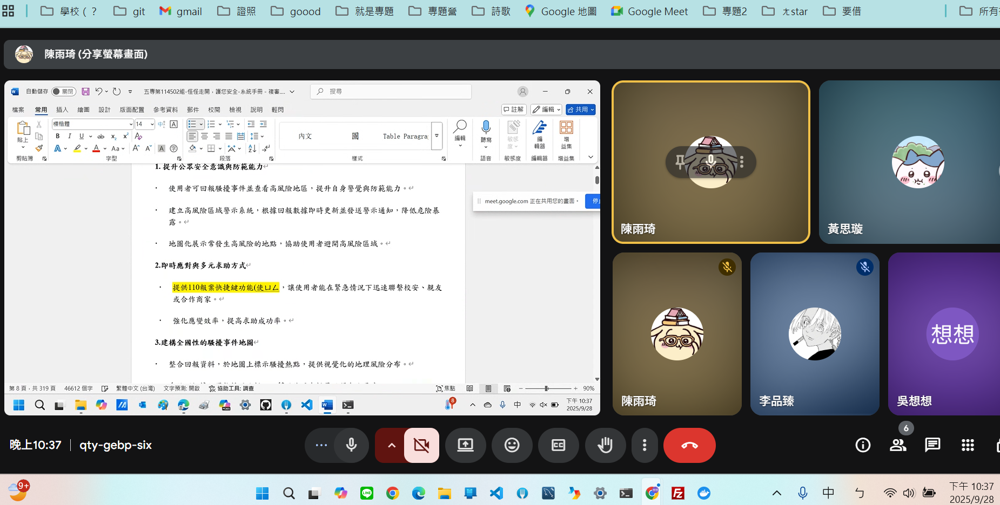 學校 ( ?
git
gmail
證照
goood
就是專題
專題營
詩歌
Google 地圖
Google Meet
專題2
ㄤstar
要借
陳雨琦 (分享螢幕畫面)
自動儲存 關閉
五專第114502組-怪怪走開，護您安全-系統手冊 - 複審....
搜尋
檔案 常用 插入 繪圖 設計 版面配置 參考資料 郵件 校閱 檢視 說明 輕閱
註解 編輯 共用
貼上
標楷體 14
內文 圖 Table Paragra
編輯
聽寫
敏感度
編輯器
增益集
剪貼簿 字型 段落 樣式 語音 敏感度 編輯器 增益集
1. 提升公眾安全意識與防範能力
· 使用者可回報騷擾事件並查看高風險地區，提升自身警覺與防範能力。
· 建立高風險區域警示系統，根據回報數據即時更新並發送警示通知，降低危險暴
露。
· 地圖化展示常發生高風險的地點，協助使用者避開高風險區域。
2.即時應對與多元求助方式
· 提供110報案快捷鍵功能(使ㄩㄥ，讓使用者能在緊急情況下迅速聯繫校安、親友
或合作商家。
· 強化應變效率，提高求助成功率。
3.建構全國性的騷擾事件地圖
· 整合回報資料，於地圖上標示騷擾熱點，提供視覺化的地理風險分布。
meet.google.com 正在共用您的畫面。
第 8 頁，共 319 頁 46612 個字 繁體中文 (台灣) 文字預測: 開啟 協助工具: 調查
焦點
90%
8
中
下午 10:37
2025/9/28
陳雨琦
黃思璇
陳雨琦
李品臻
想想
吳想想
晚上10:37 | qty-gebp-six
6
9+
中
ㄅ
下午 10:37
2025/9/28